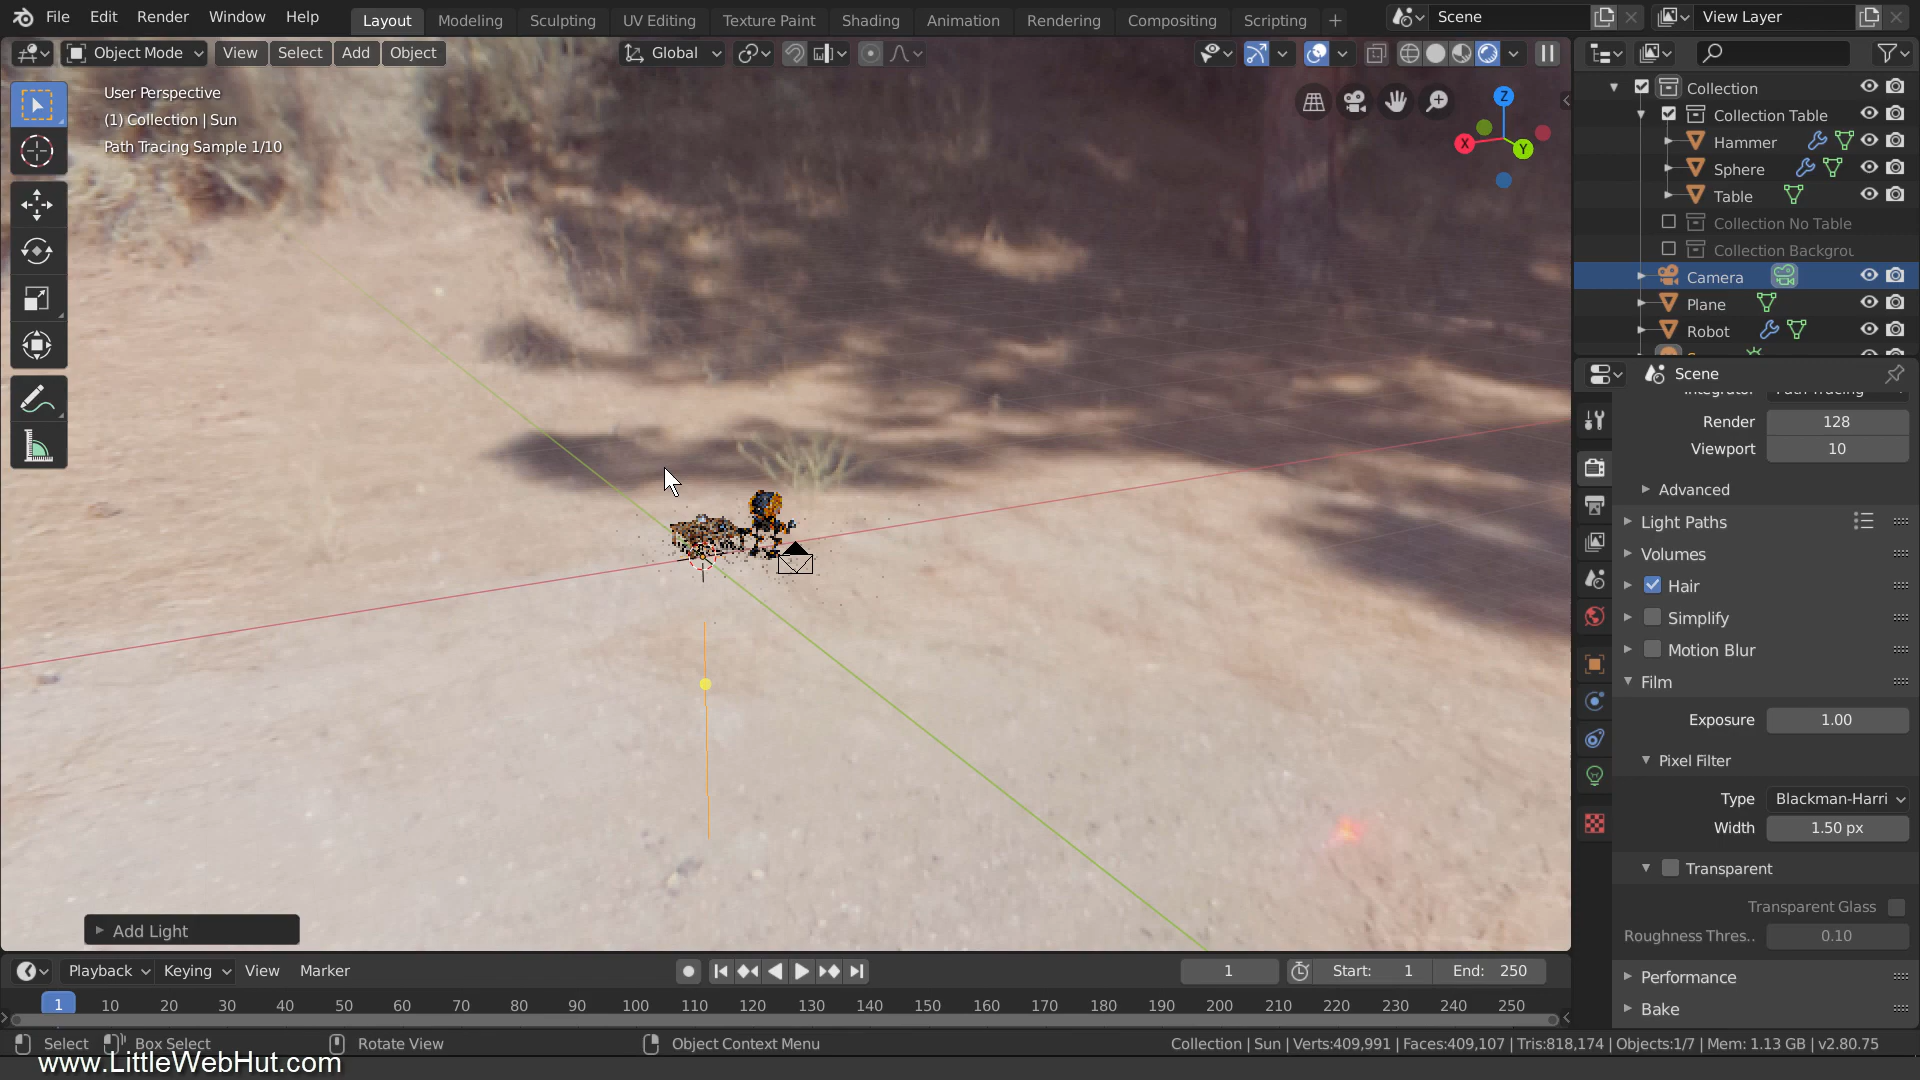 File Edit Render Window Help
Layout Modeling Sculpting UV Editing Texture Paint Shading Animation Rendering Compositing Scripting +
Scene
View Layer
Object Mode View Select Add Object
Global
User Perspective
(1) Collection | Sun
Path Tracing Sample 1/10
Z
X
Y
Collection
Collection Table
Hammer
Sphere
Table
Collection No Table
Collection Backgrou
Camera
Plane
Robot
Scene
Integrator Path Tracing
Render 128
Viewport 10
Advanced
Light Paths
Volumes
Hair
Simplify
Motion Blur
Film
Exposure 1.00
Pixel Filter
Type Blackman-Harri
Width 1.50 px
Transparent
Transparent Glass
Roughness Thres.. 0.10
Performance
Bake
Add Light
Playback Keying View Marker
1
Start: 1
End: 250
1 10 20 30 40 50 60 70 80 90 100 110 120 130 140 150 160 170 180 190 200 210 220 230 240 250
Select Box Select Rotate View Object Context Menu
Collection | Sun | Verts:409,991 | Faces:409,107 | Tris:818,174 | Objects:1/7 | Mem: 1.13 GB | v2.80.75
www.LittleWebHut.com